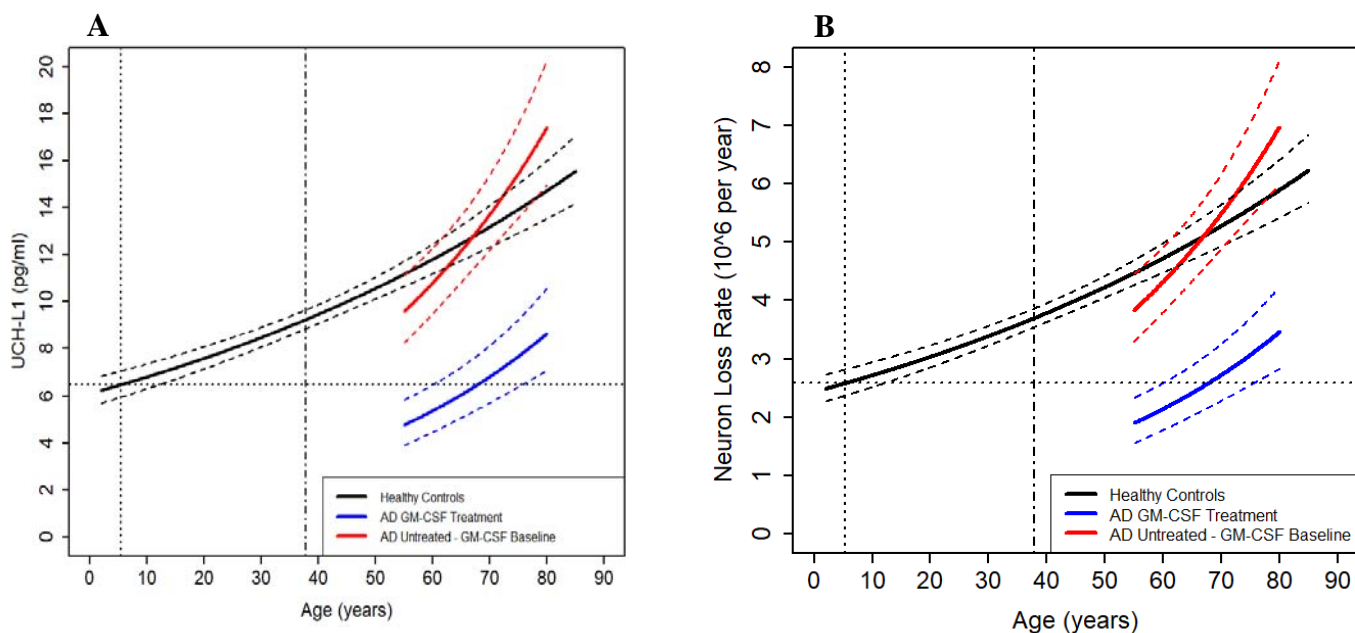 A
UCH-L1 (pg/ml)
20
18
16
14
12
10
8
6
4
2
0
Healthy Controls
AD GM-CSF Treatment
AD Untreated - GM-CSF Baseline
0 10 20 30 40 50 60 70 80 90
Age (years)
B
Neuron Loss Rate (10^6 per year)
8
7
6
5
4
3
2
1
0
Healthy Controls
AD GM-CSF Treatment
AD Untreated - GM-CSF Baseline
0 10 20 30 40 50 60 70 80 90
Age (years)